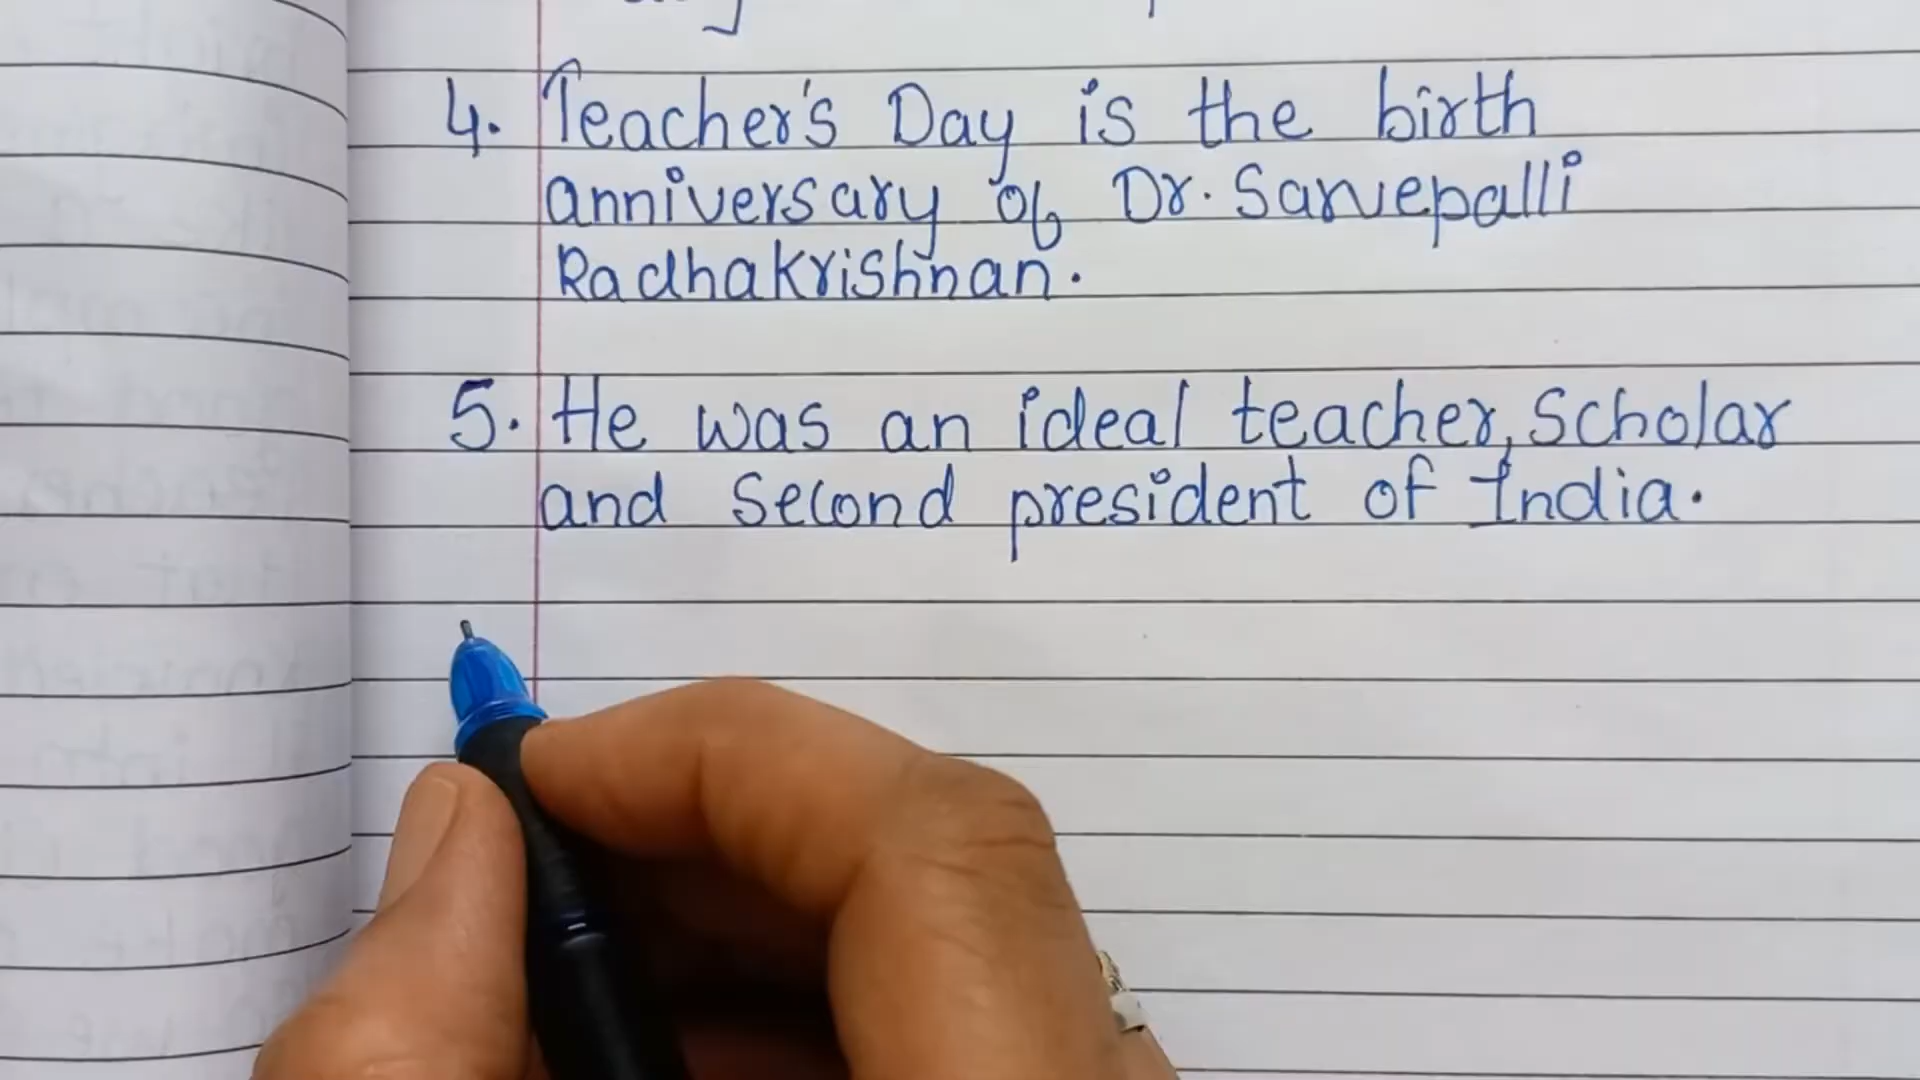 4. Teacher's Day is the birth
anniversary of Dr. Sarvepalli
Radhakrishnan.
5. He was an ideal teacher, Scholar
and Second president of India.